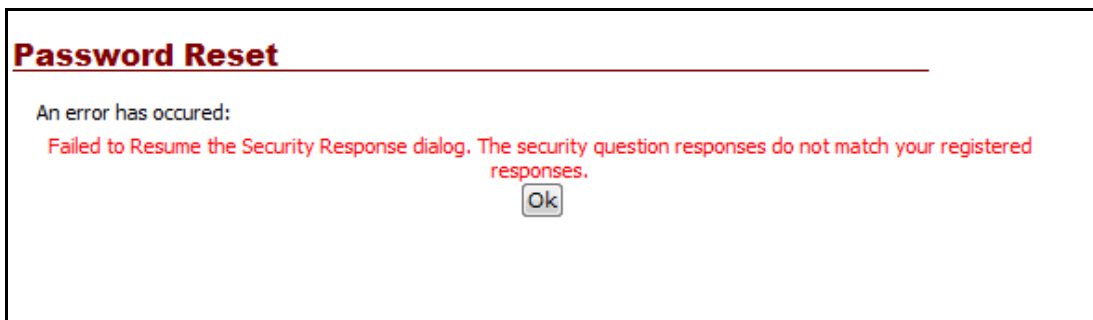 Password Reset
An error has occured:
Failed to Resume the Security Response dialog. The security question responses do not match your registered
responses.
Ok